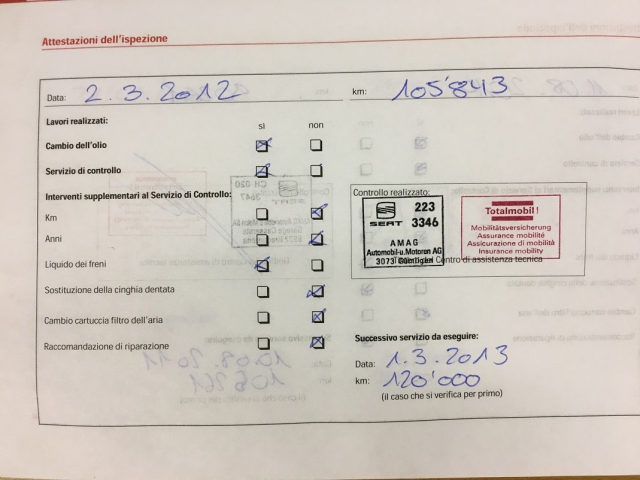 Attestazioni dell'ispezione
Data: 2.3.2012 km: 105'843
Lavori realizzati: sì non
Cambio dell'olio
Servizio di controllo
Interventi supplementari al Servizio di Controllo:
Km
Anni
Liquido dei freni
Sostituzione della cinghia dentata
Cambio cartuccia filtro dell'aria
Raccomandazione di riparazione
Controllo realizzato:
SEAT 223
3346
AMAG
Automobil-u. Motoren AG
3073 Gümligen
Centro di assistenza tecnica
Totalmobil!
Mobilitätsversicherung
Assurance mobilité
Assicurazione di mobilità
Insurance mobility
Successivo servizio da eseguire:
Data: 1.3.2013
km: 120'000
(il caso che si verifica per primo)